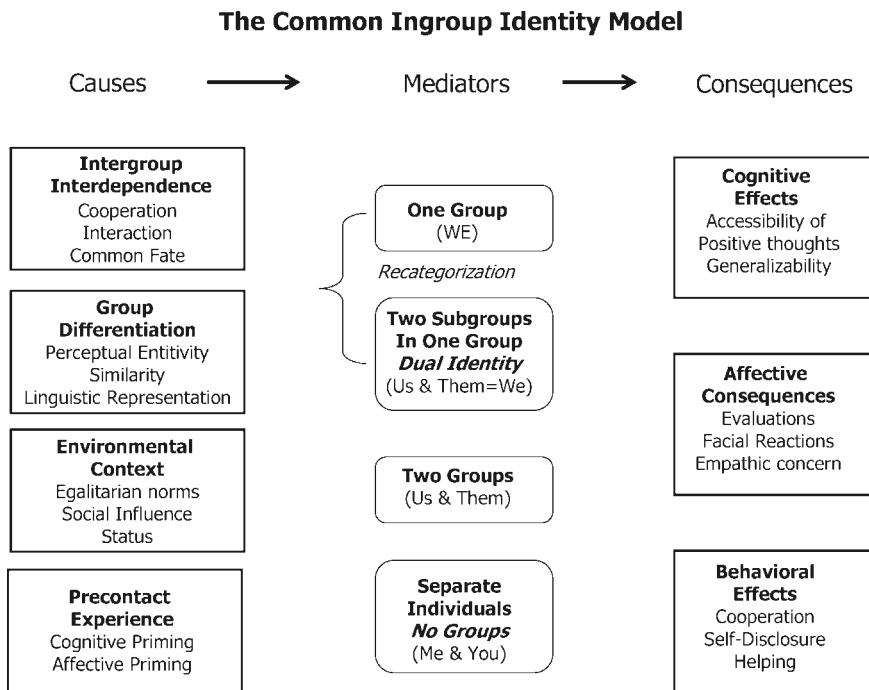 The Common Ingroup Identity Model
Causes
Mediators
Consequences
Intergroup
Interdependence
Cooperation
Interaction
Common Fate
Group
Differentiation
Perceptual Entitivity
Similarity
Linguistic Representation
Environmental
Context
Egalitarian norms
Social Influence
Status
Precontact
Experience
Cognitive Priming
Affective Priming
One Group
(WE)
Recategorization
Two Subgroups
In One Group
Dual Identity
(Us & Them=We)
Two Groups
(Us & Them)
Separate
Individuals
No Groups
(Me & You)
Cognitive
Effects
Accessibility of
Positive thoughts
Generalizability
Affective
Consequences
Evaluations
Facial Reactions
Empathic concern
Behavioral
Effects
Cooperation
Self-Disclosure
Helping